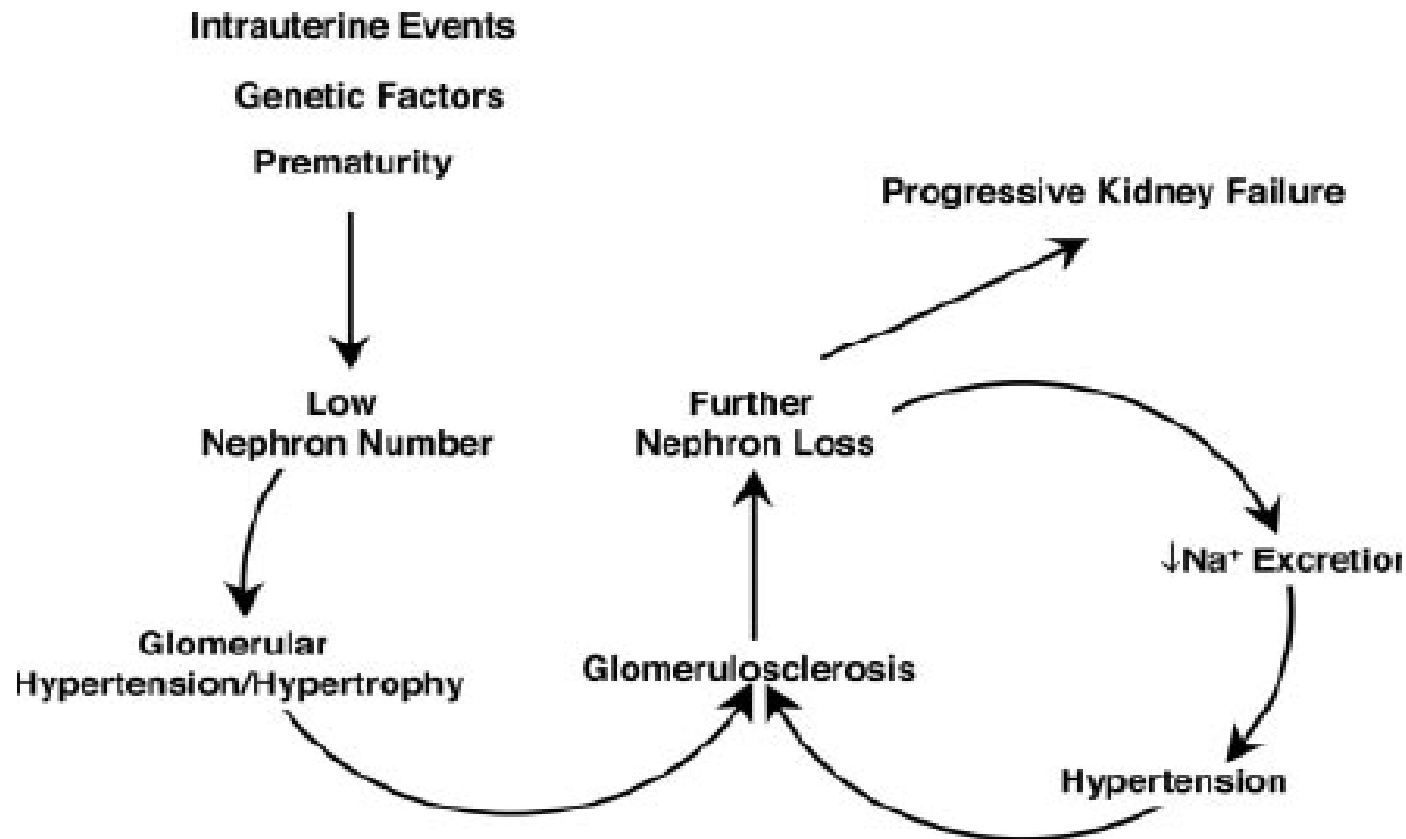 Intrauterine Events
Genetic Factors
Prematurity
Progressive Kidney Failure
Low
Nephron Number
Further
Nephron Loss
↓Na⁺ Excretion
Glomerular
Hypertension/Hypertrophy
Glomerulosclerosis
Hypertension